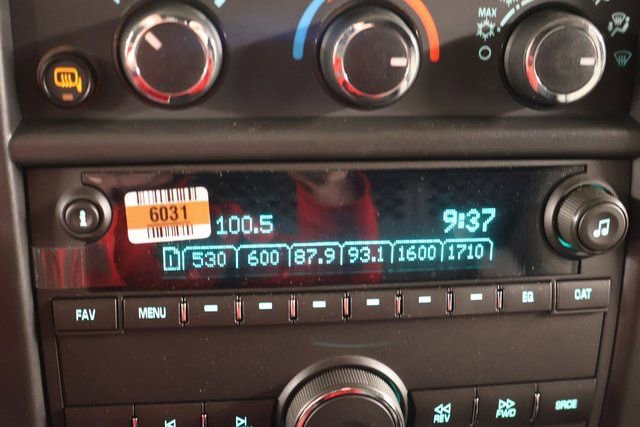 MAX
6031
100.5
9:37
530 600 87.9 93.1 1600 1710
FAV MENU EQ CAT
REV FWD SRCE